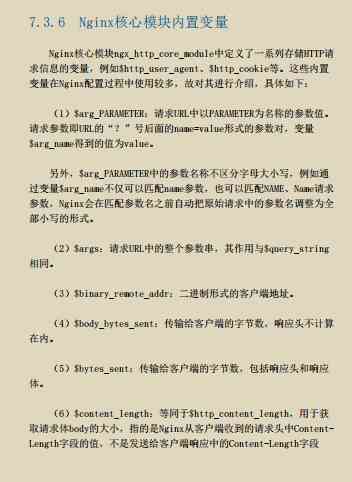 7.3.6 Nginx核心模块内置变量
Nginx核心模块ngx_http_core_module中定义了一系列存储HTTP请
求信息的变量，例如$http_user_agent、$http_cookie等。这些内置
变量在Nginx配置过程中使用较多，故对其进行介绍，具体如下：
（1）$arg_PARAMETER：请求URL中以PARAMETER为名称的参数值。
请求参数即URL的“？”号后面的name=value形式的参数对，变量
$arg_name得到的值为value。
另外，$arg_PARAMETER中的参数名称不区分字母大小写，例如通
过变量$arg_name不仅可以匹配name参数，也可以匹配NAME、Name请求
参数，Nginx会在匹配参数名之前自动把原始请求中的参数名调整为全
部小写的形式。
（2）$args：请求URL中的整个参数串，其作用与$query_string
相同。
（3）$binary_remote_addr：二进制形式的客户端地址。
（4）$body_bytes_sent：传输给客户端的字节数，响应头不计算
在内。
（5）$bytes_sent：传输给客户端的字节数，包括响应头和响应
体。
（6）$content_length：等同于$http_content_length，用于获
取请求体body的大小，指的是Nginx从客户端收到的请求头中Content-
Length字段的值，不是发送给客户端响应中的Content-Length字段